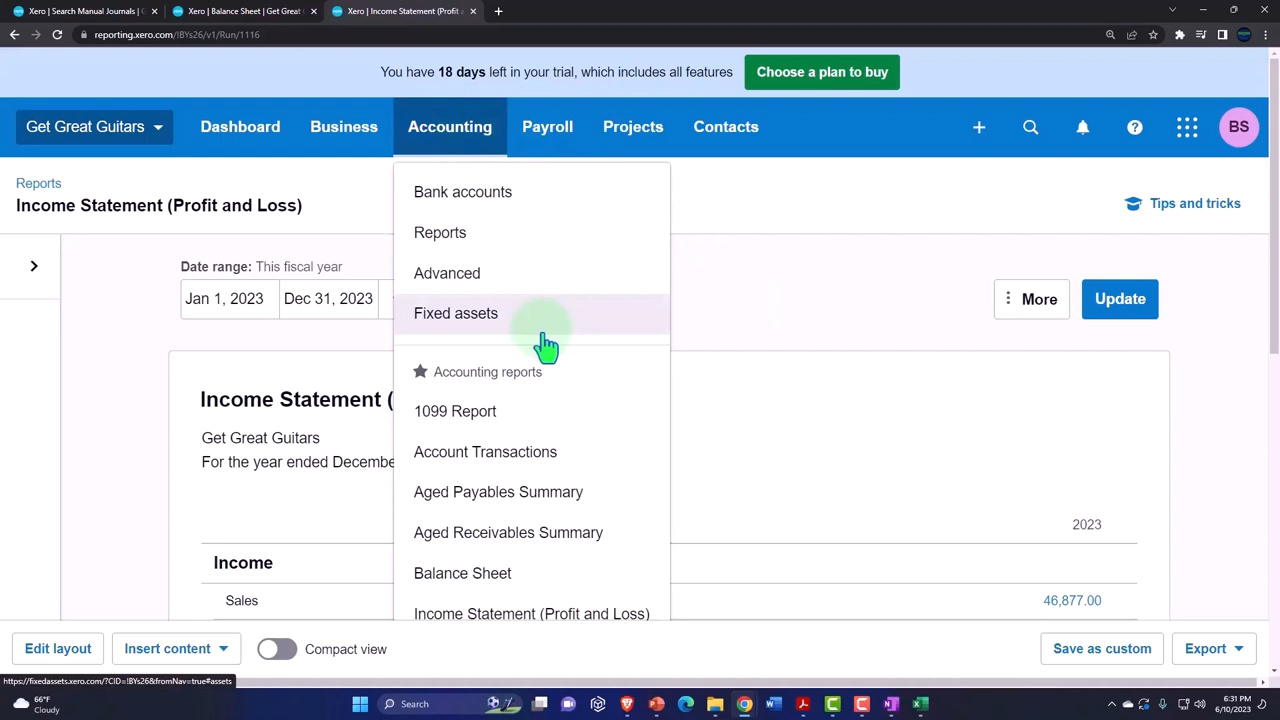 Xero | Search Manual Journals | G
Xero | Balance Sheet | Get Great
Xero | Income Statement (Profit a
reporting.xero.com/!BYs26/v1/Run/1116
You have 18 days left in your trial, which includes all features
Choose a plan to buy
Get Great Guitars
Dashboard
Business
Accounting
Payroll
Projects
Contacts
BS
Reports
Income Statement (Profit and Loss)
Tips and tricks
Bank accounts
Reports
Advanced
Fixed assets
Accounting reports
1099 Report
Account Transactions
Aged Payables Summary
Aged Receivables Summary
Balance Sheet
Income Statement (Profit and Loss)
Date range: This fiscal year
Jan 1, 2023
Dec 31, 2023
More
Update
Income Statement (
Get Great Guitars
For the year ended Decembe
2023
Income
Sales
46,877.00
Edit layout
Insert content
Compact view
Save as custom
Export
https://fixedassets.xero.com/?CID=!BYs26&fromNav=true#assets
66°F
Cloudy
Search
6:31 PM
6/10/2023